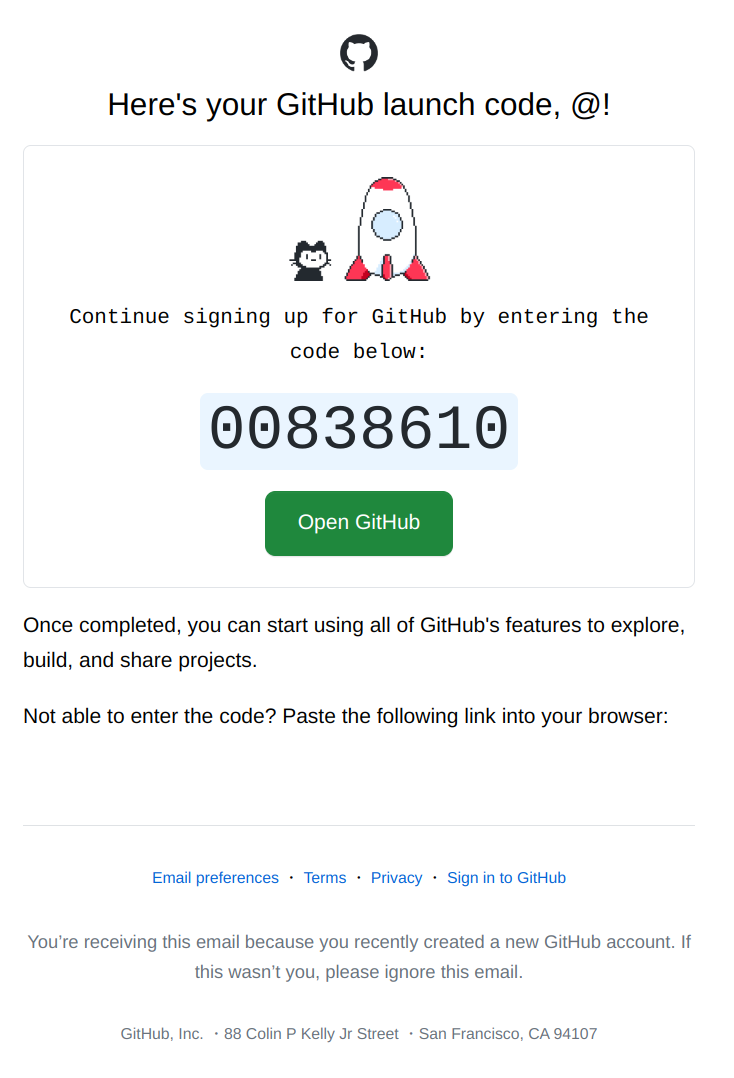 Here's your GitHub launch code, @!
Continue signing up for GitHub by entering the
code below:
00838610
Open GitHub
Once completed, you can start using all of GitHub's features to explore,
build, and share projects.
Not able to enter the code? Paste the following link into your browser:
Email preferences · Terms · Privacy · Sign in to GitHub
You’re receiving this email because you recently created a new GitHub account. If
this wasn’t you, please ignore this email.
GitHub, Inc. ・88 Colin P Kelly Jr Street ・San Francisco, CA 94107